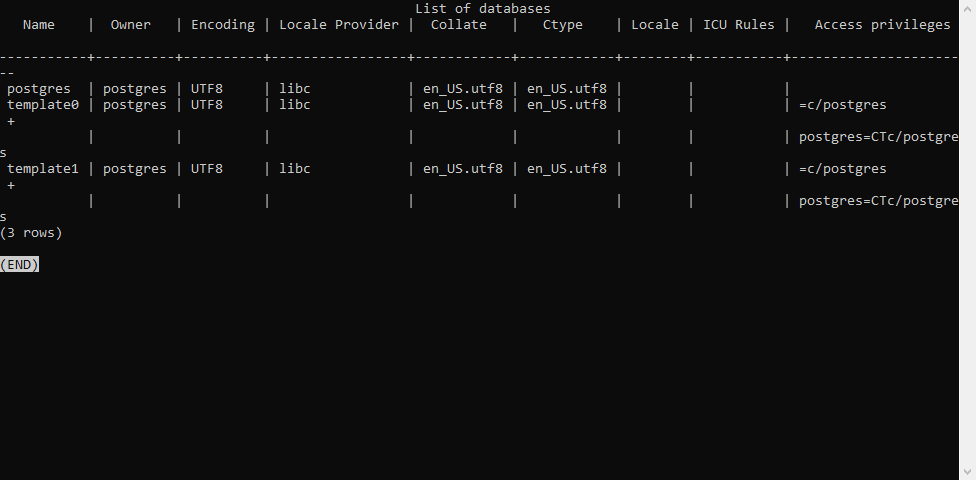 List of databases
   Name    |  Owner   | Encoding | Locale Provider |  Collate   |   Ctype    | Locale | ICU Rules |   Access privileges
-----------+----------+----------+-----------------+------------+------------+--------+-----------+---------------------
--
 postgres  | postgres | UTF8     | libc            | en_US.utf8 | en_US.utf8 |        |           |
 template0 | postgres | UTF8     | libc            | en_US.utf8 | en_US.utf8 |        |           | =c/postgres
 +
           |          |          |                 |            |            |        |           | postgres=CTc/postgre
s
 template1 | postgres | UTF8     | libc            | en_US.utf8 | en_US.utf8 |        |           | =c/postgres
 +
           |          |          |                 |            |            |        |           | postgres=CTc/postgre
s
(3 rows)
(END)